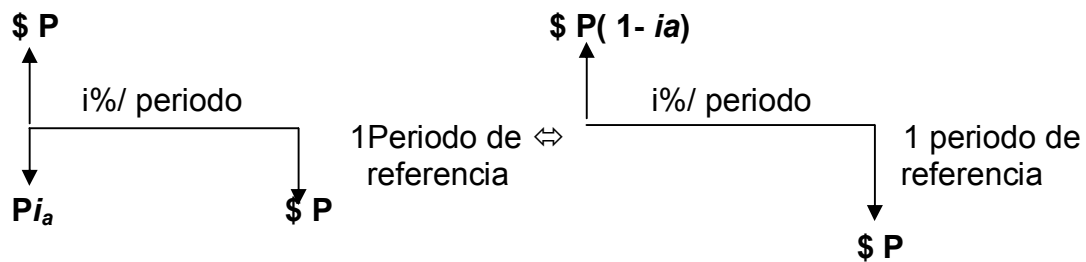 $ P
$ P( 1- ia)
i%/ periodo
i%/ periodo
1Periodo de ⇔
referencia
1 periodo de
referencia
Pia
$ P
$ P